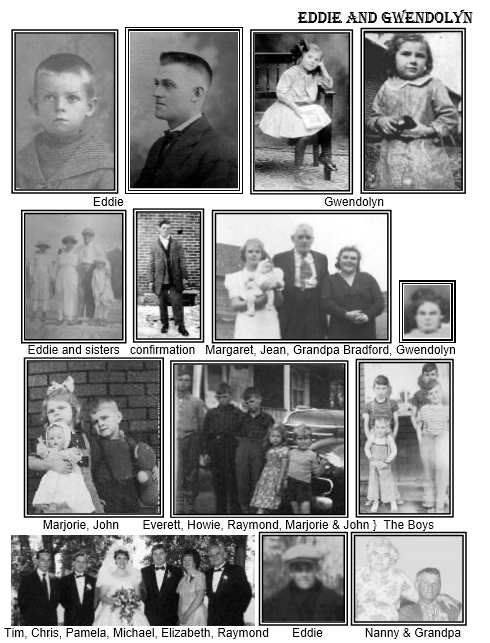 EDDIE AND GWENDOLYN
Eddie Gwendolyn
Eddie and sisters confirmation Margaret, Jean, Grandpa Bradford, Gwendolyn
Marjorie, John Everett, Howie, Raymond, Marjorie & John } The Boys
Tim, Chris, Pamela, Michael, Elizabeth, Raymond Eddie Nanny & Grandpa